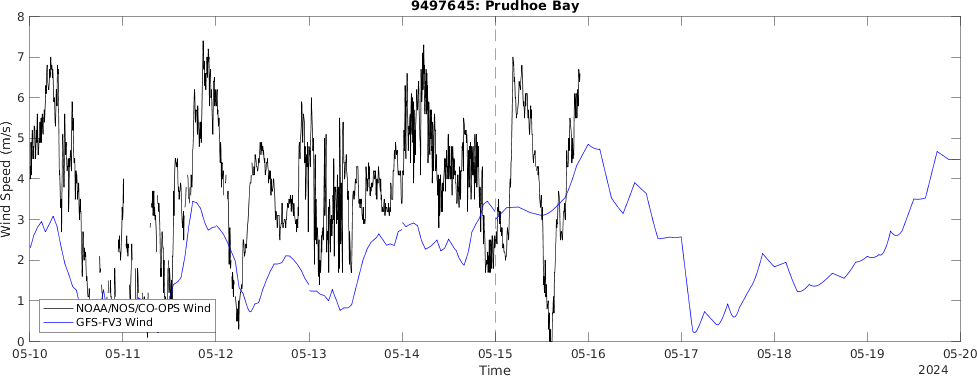 9497645: Prudhoe Bay
Wind Speed (m/s)
8
7
6
5
4
3
2
1
0
NOAA/NOS/CO-OPS Wind
GFS-FV3 Wind
05-10 05-11 05-12 05-13 05-14 05-15 05-16 05-17 05-18 05-19 05-20
Time
2024